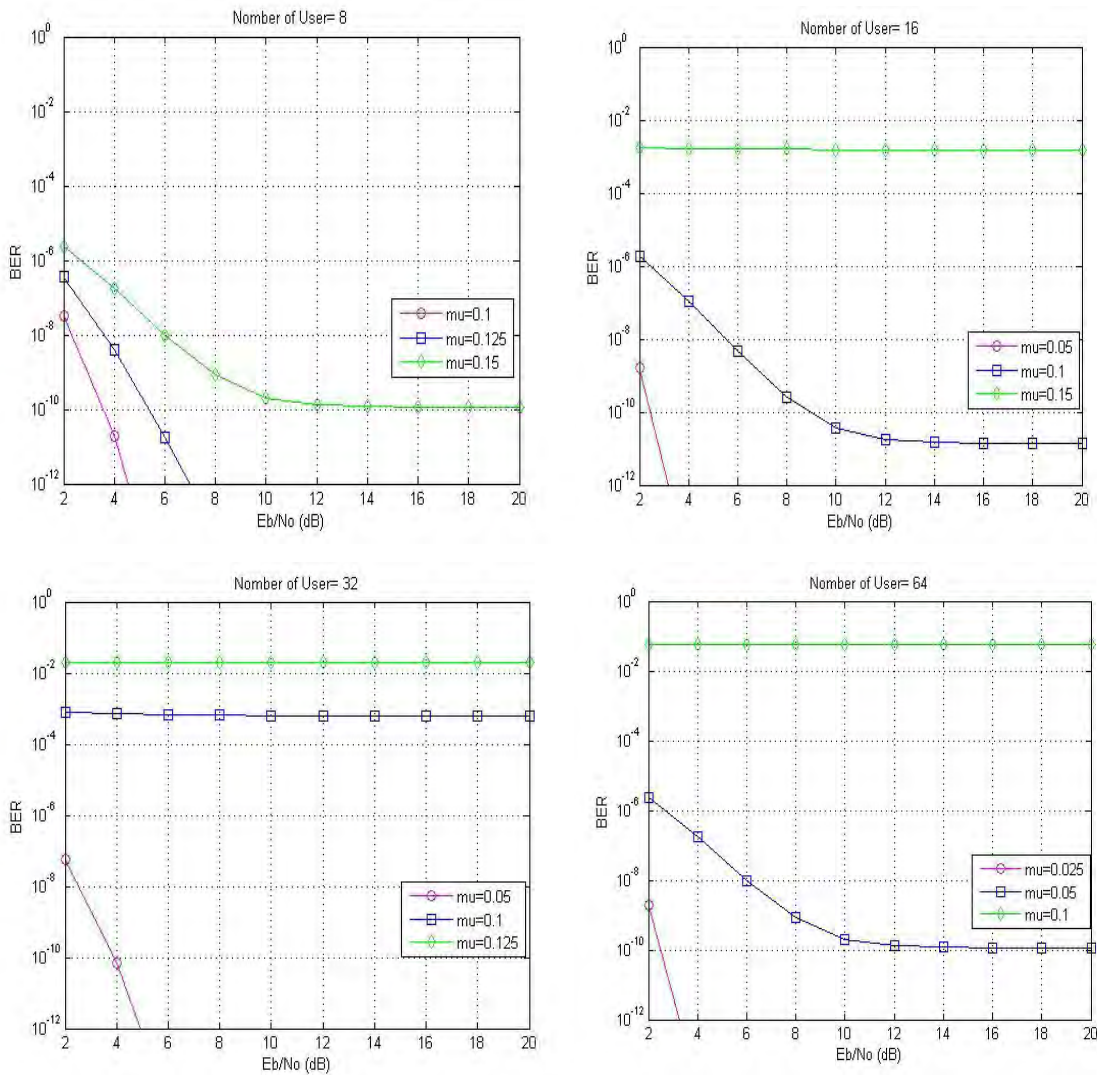 Nomber of User= 8
10^0
10^-2
10^-4
10^-6
10^-8
10^-10
10^-12
BER
mu=0.1
mu=0.125
mu=0.15
2 4 6 8 10 12 14 16 18 20
Eb/No (dB)
Nomber of User= 16
10^0
10^-2
10^-4
10^-6
10^-8
10^-10
10^-12
BER
mu=0.05
mu=0.1
mu=0.15
2 4 6 8 10 12 14 16 18 20
Eb/No (dB)
Nomber of User= 32
10^0
10^-2
10^-4
10^-6
10^-8
10^-10
10^-12
BER
mu=0.05
mu=0.1
mu=0.125
2 4 6 8 10 12 14 16 18 20
Eb/No (dB)
Nomber of User= 64
10^0
10^-2
10^-4
10^-6
10^-8
10^-10
10^-12
BER
mu=0.025
mu=0.05
mu=0.1
2 4 6 8 10 12 14 16 18 20
Eb/No (dB)